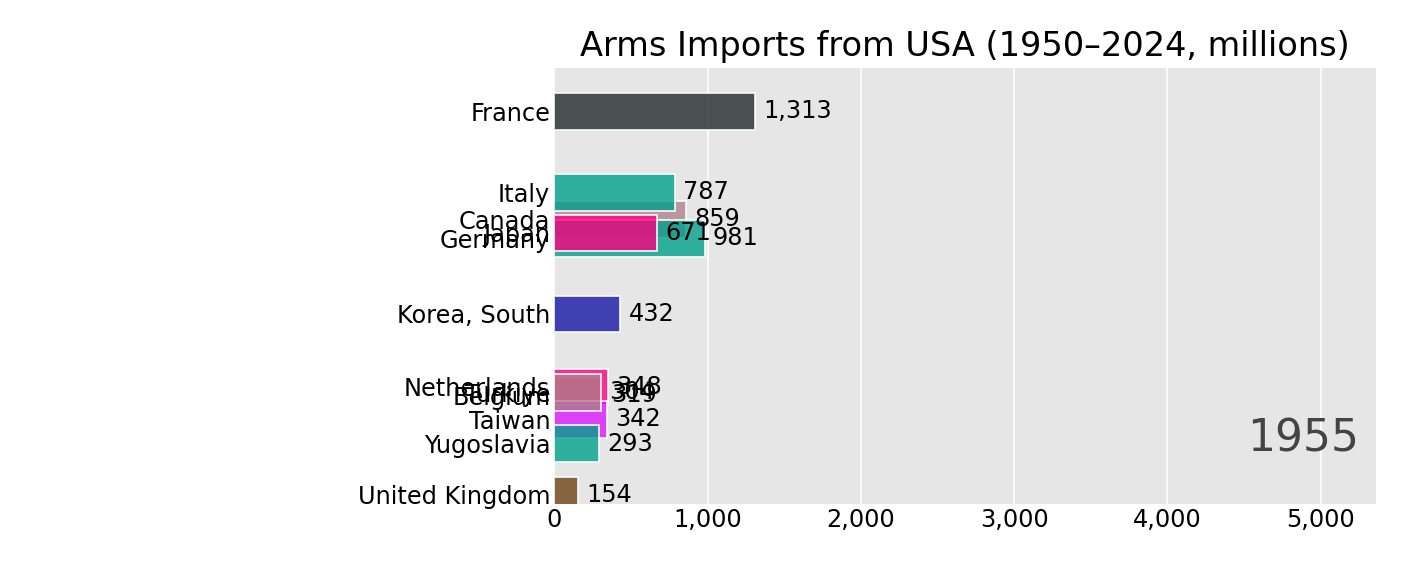 Arms Imports from USA (1950–2024, millions)
France 1,313
Italy 787
Canada 859
Japan 671
Germany 981
Korea, South 432
Netherlands 348
Türkiye
Belgium 319
Taiwan 342
Yugoslavia 293
United Kingdom 154
1955
0 1,000 2,000 3,000 4,000 5,000